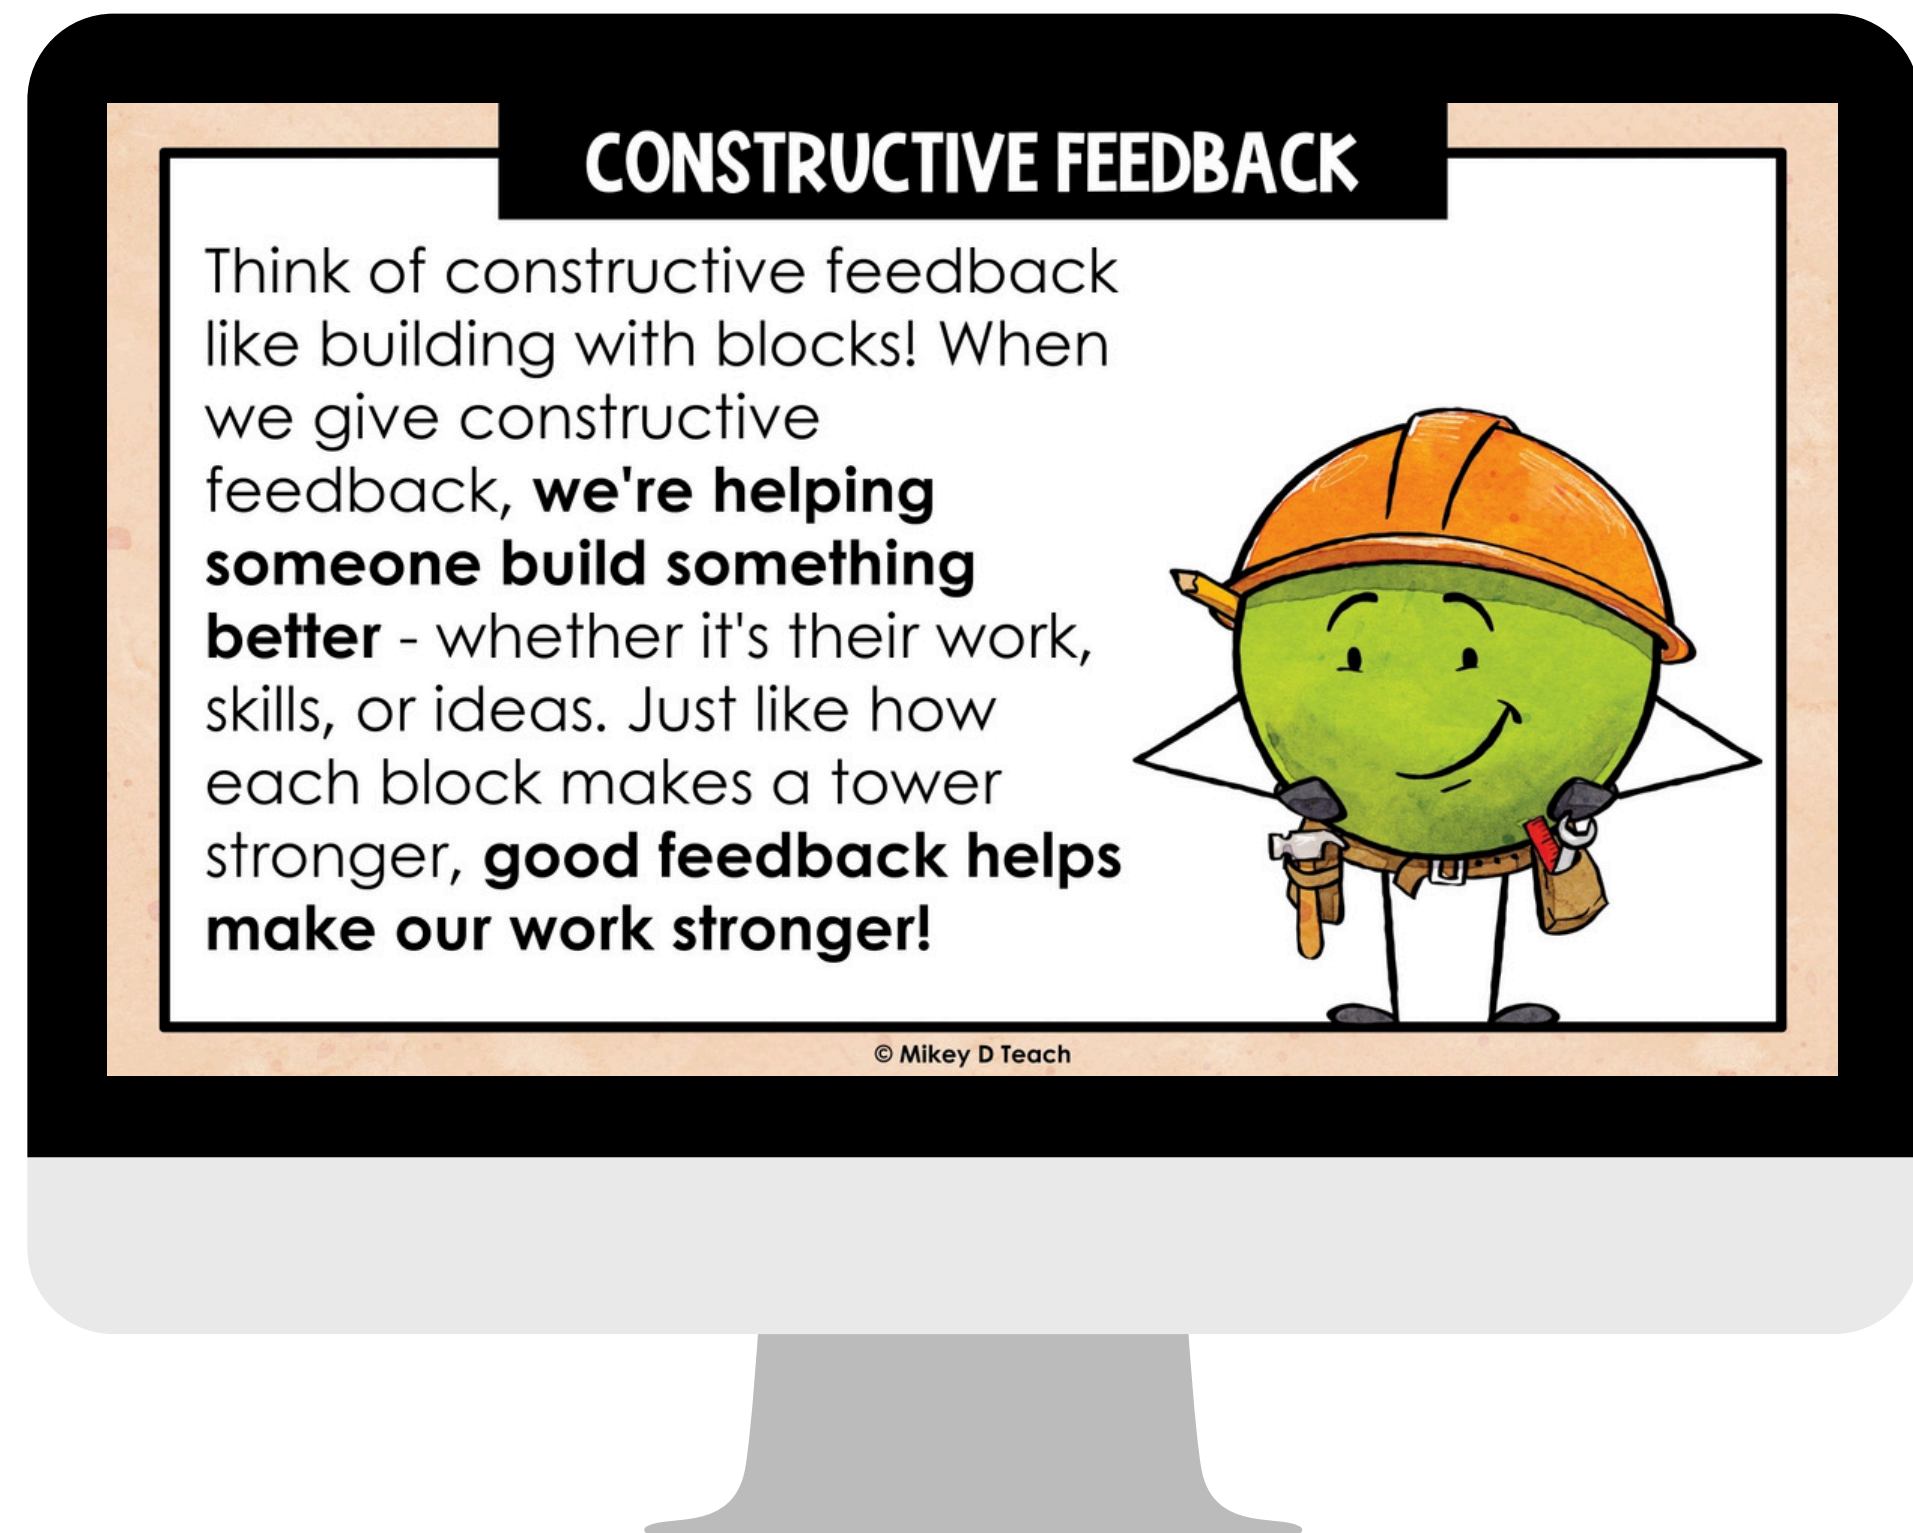 CONSTRUCTIVE FEEDBACK
Think of constructive feedback
like building with blocks! When
we give constructive
feedback, we're helping
someone build something
better - whether it's their work,
skills, or ideas. Just like how
each block makes a tower
stronger, good feedback helps
make our work stronger!
© Mikey D Teach